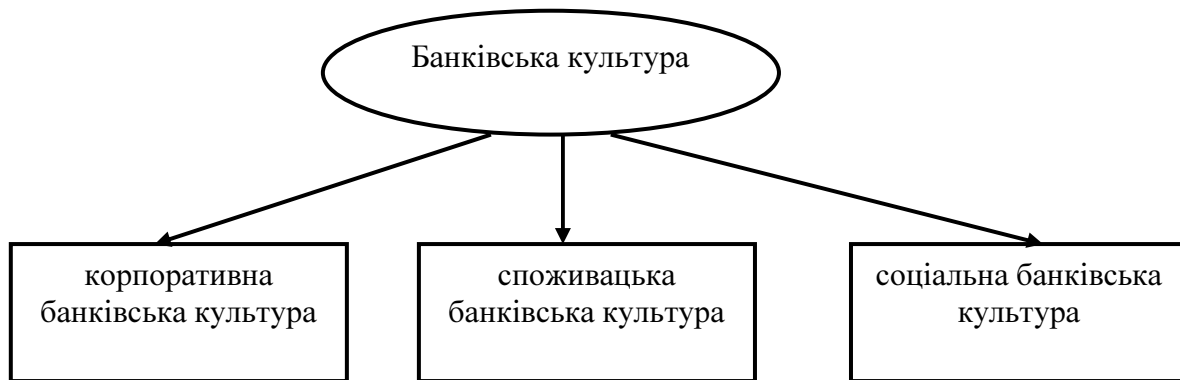 Банківська культура
корпоративна
банківська культура
споживацька
банківська культура
соціальна банківська
культура